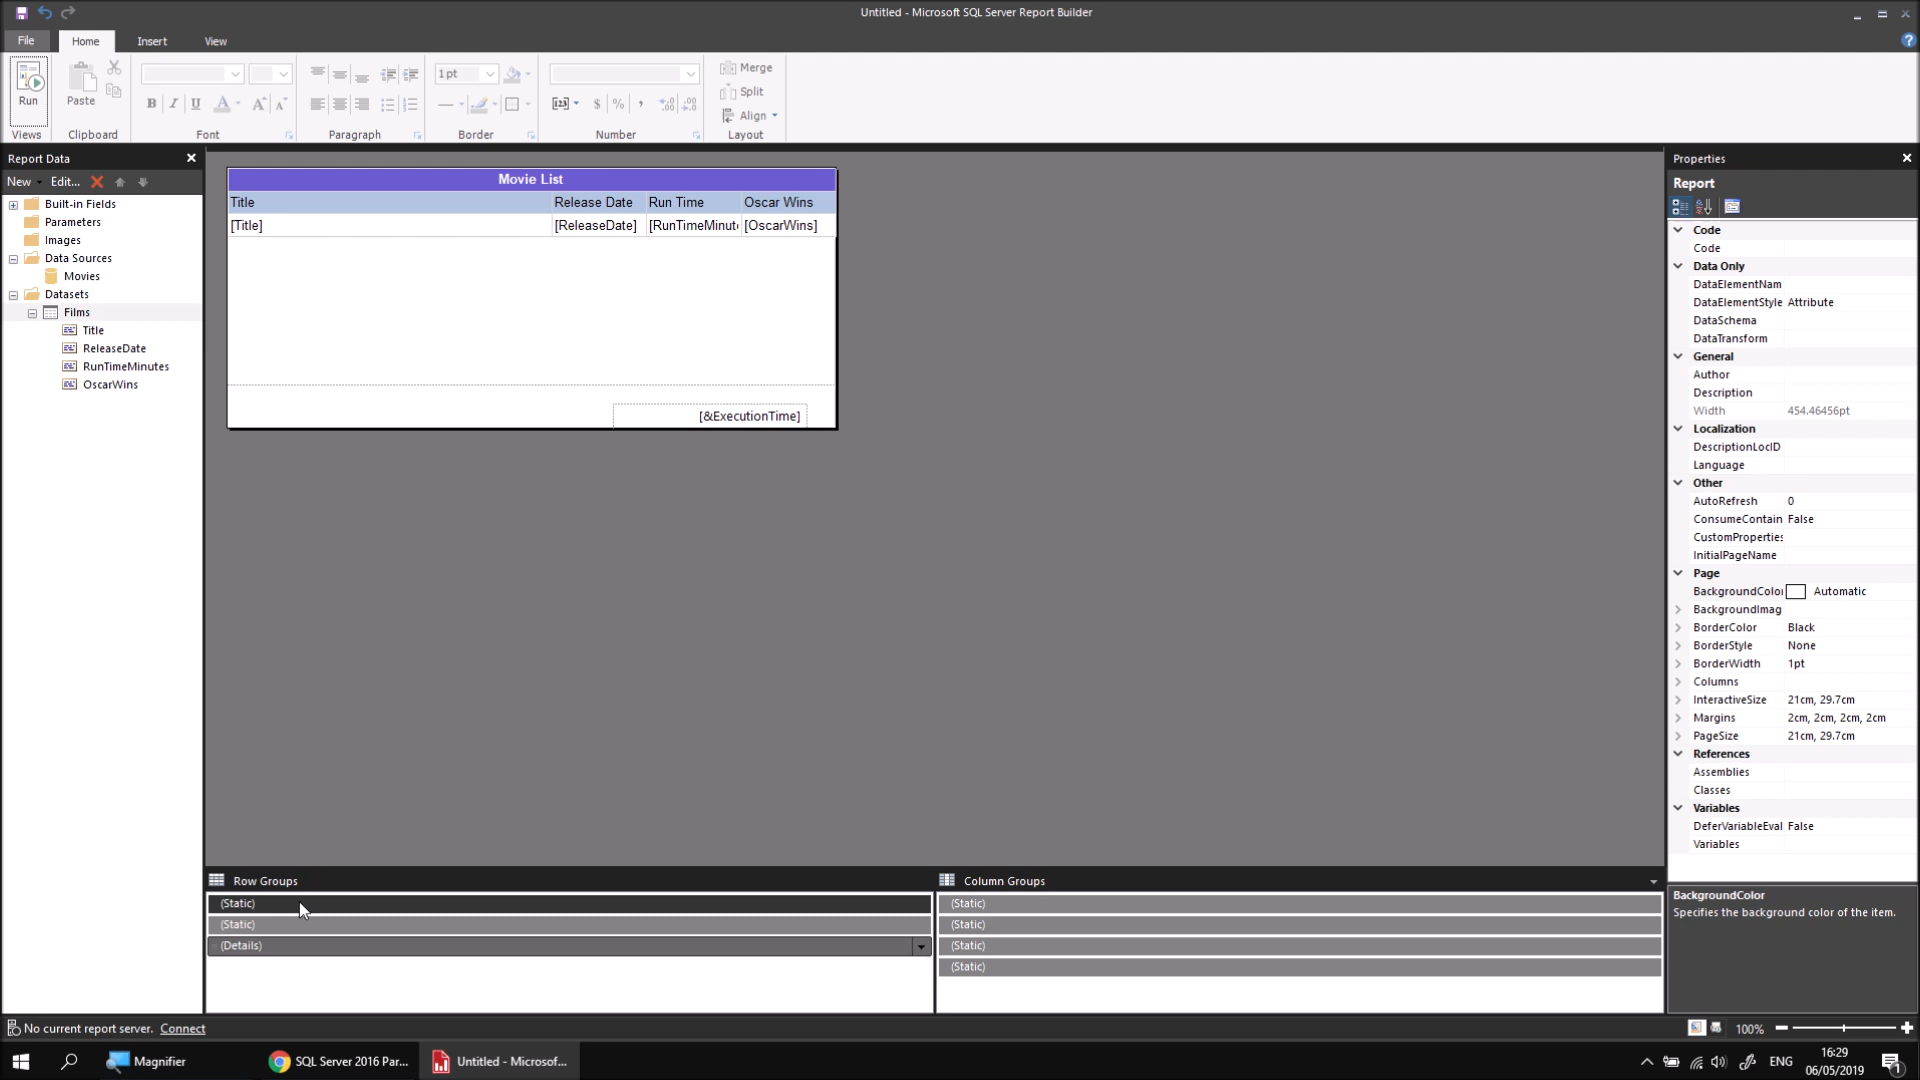 Untitled - Microsoft SQL Server Report Builder
File
Home
Insert
View
Run
Views
Paste
Clipboard
B I U A A A
Font
Paragraph
1pt
Border
$ % ,
Number
Merge
Split
Align
Layout
Report Data
New
Edit...
Built-in Fields
Parameters
Images
Data Sources
Movies
Datasets
Films
Title
ReleaseDate
RunTimeMinutes
OscarWins
Movie List
Title Release Date Run Time Oscar Wins
[Title] [ReleaseDate] [RunTimeMinut [OscarWins]
[&ExecutionTime]
Row Groups
(Static)
(Static)
(Details)
Column Groups
(Static)
(Static)
(Static)
(Static)
Properties
Report
Code
Code
Data Only
DataElementNam
DataElementStyle Attribute
DataSchema
DataTransform
General
Author
Description
Width 454.46456pt
Localization
DescriptionLocID
Language
Other
AutoRefresh 0
ConsumeContain False
CustomProperties
InitialPageName
Page
BackgroundColor Automatic
BackgroundImag
BorderColor Black
BorderStyle None
BorderWidth 1pt
Columns
InteractiveSize 21cm, 29.7cm
Margins 2cm, 2cm, 2cm, 2cm
PageSize 21cm, 29.7cm
References
Assemblies
Classes
Variables
DeferVariableEval False
Variables
BackgroundColor
Specifies the background color of the item.
No current report server. Connect
100%
Magnifier
SQL Server 2016 Par...
Untitled - Microsof...
ENG
16:29
06/05/2019
1